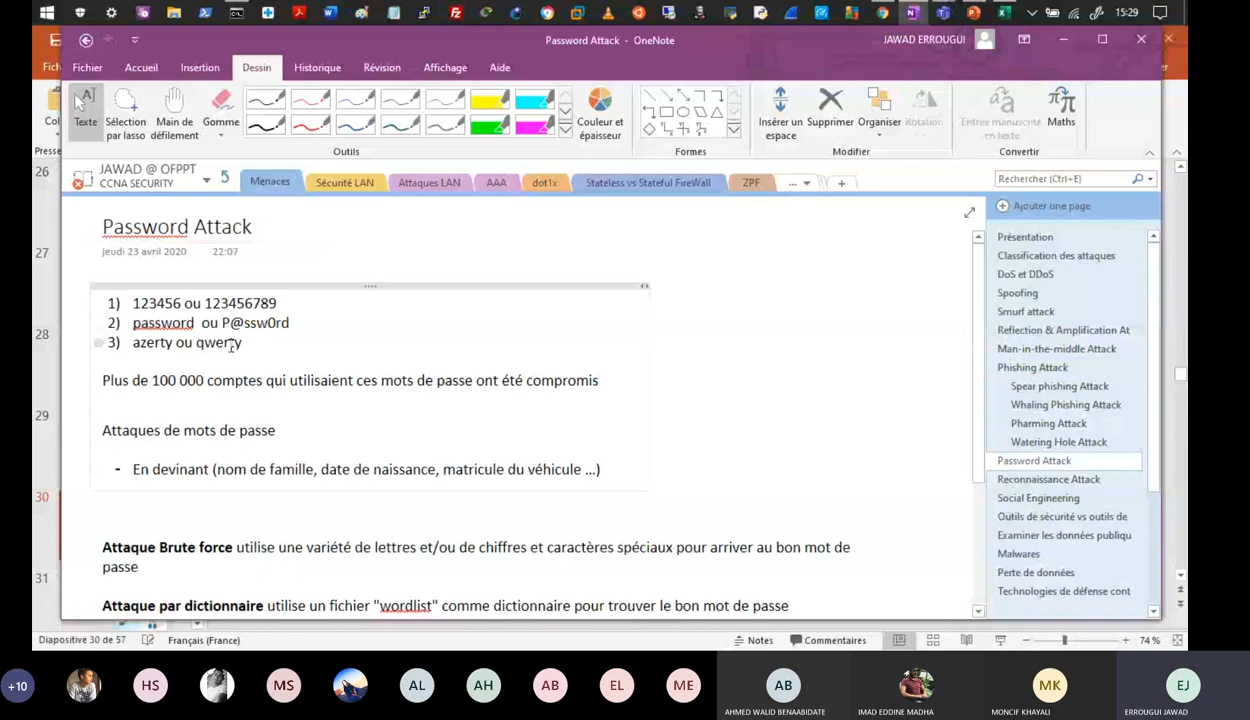 15:29
Password Attack - OneNote
JAWAD ERROUGUI
Fichier Accueil Insertion Dessin Historique Révision Affichage Aide
Texte
Sélection par lasso
Main de défilement
Gomme
Couleur et épaisseur
Insérer un espace
Supprimer
Organiser
Rotation
Entrée manuscrite en texte
Maths
Outils
Formes
Modifier
Convertir
Presse
JAWAD @ OFPPT
CCNA SECURITY
Menaces Sécurité LAN Attaques LAN AAA dot1x Stateless vs Stateful FireWall ZPF ... +
Rechercher (Ctrl+E)
Password Attack
jeudi 23 avril 2020 22:07
1) 123456 ou 123456789
2) password ou P@ssw0rd
3) azerty ou qwerty
Plus de 100 000 comptes qui utilisaient ces mots de passe ont été compromis
Attaques de mots de passe
- En devinant (nom de famille, date de naissance, matricule du véhicule ...)
Attaque Brute force utilise une variété de lettres et/ou de chiffres et caractères spéciaux pour arriver au bon mot de
passe
Attaque par dictionnaire utilise un fichier "wordlist" comme dictionnaire pour trouver le bon mot de passe
Ajouter une page
Présentation
Classification des attaques
DoS et DDoS
Spoofing
Smurf attack
Reflection & Amplification At
Man-in-the-middle Attack
Phishing Attack
Spear phishing Attack
Whaling Phishing Attack
Pharming Attack
Watering Hole Attack
Password Attack
Reconnaissance Attack
Social Engineering
Outils de sécurité vs outils de
Examiner les données publiqu
Malwares
Perte de données
Technologies de défense cont
26
27
28
29
30
31
Diapositive 30 de 57 Français (France) Notes Commentaires 74 %
+10 HS MS AL AH AB EL ME AB MK EJ
AHMED WALID BENAABIDATE IMAD EDDINE MADHA MONCIF KHAYALI ERROUGUI JAWAD